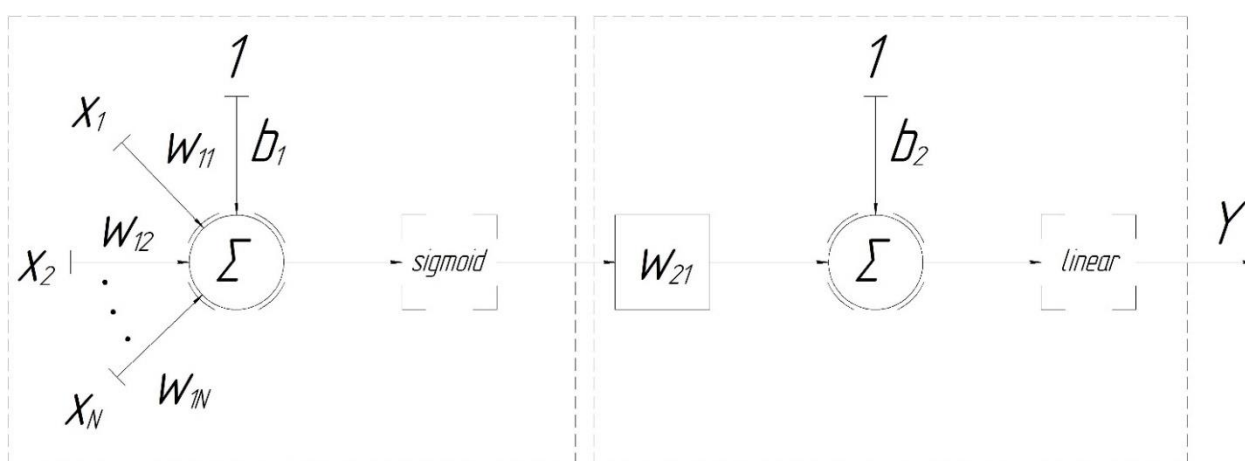 1 1
X1 W11 b1 b2
X2 W12 Σ sigmoid W21 Σ linear Y
XN W1N